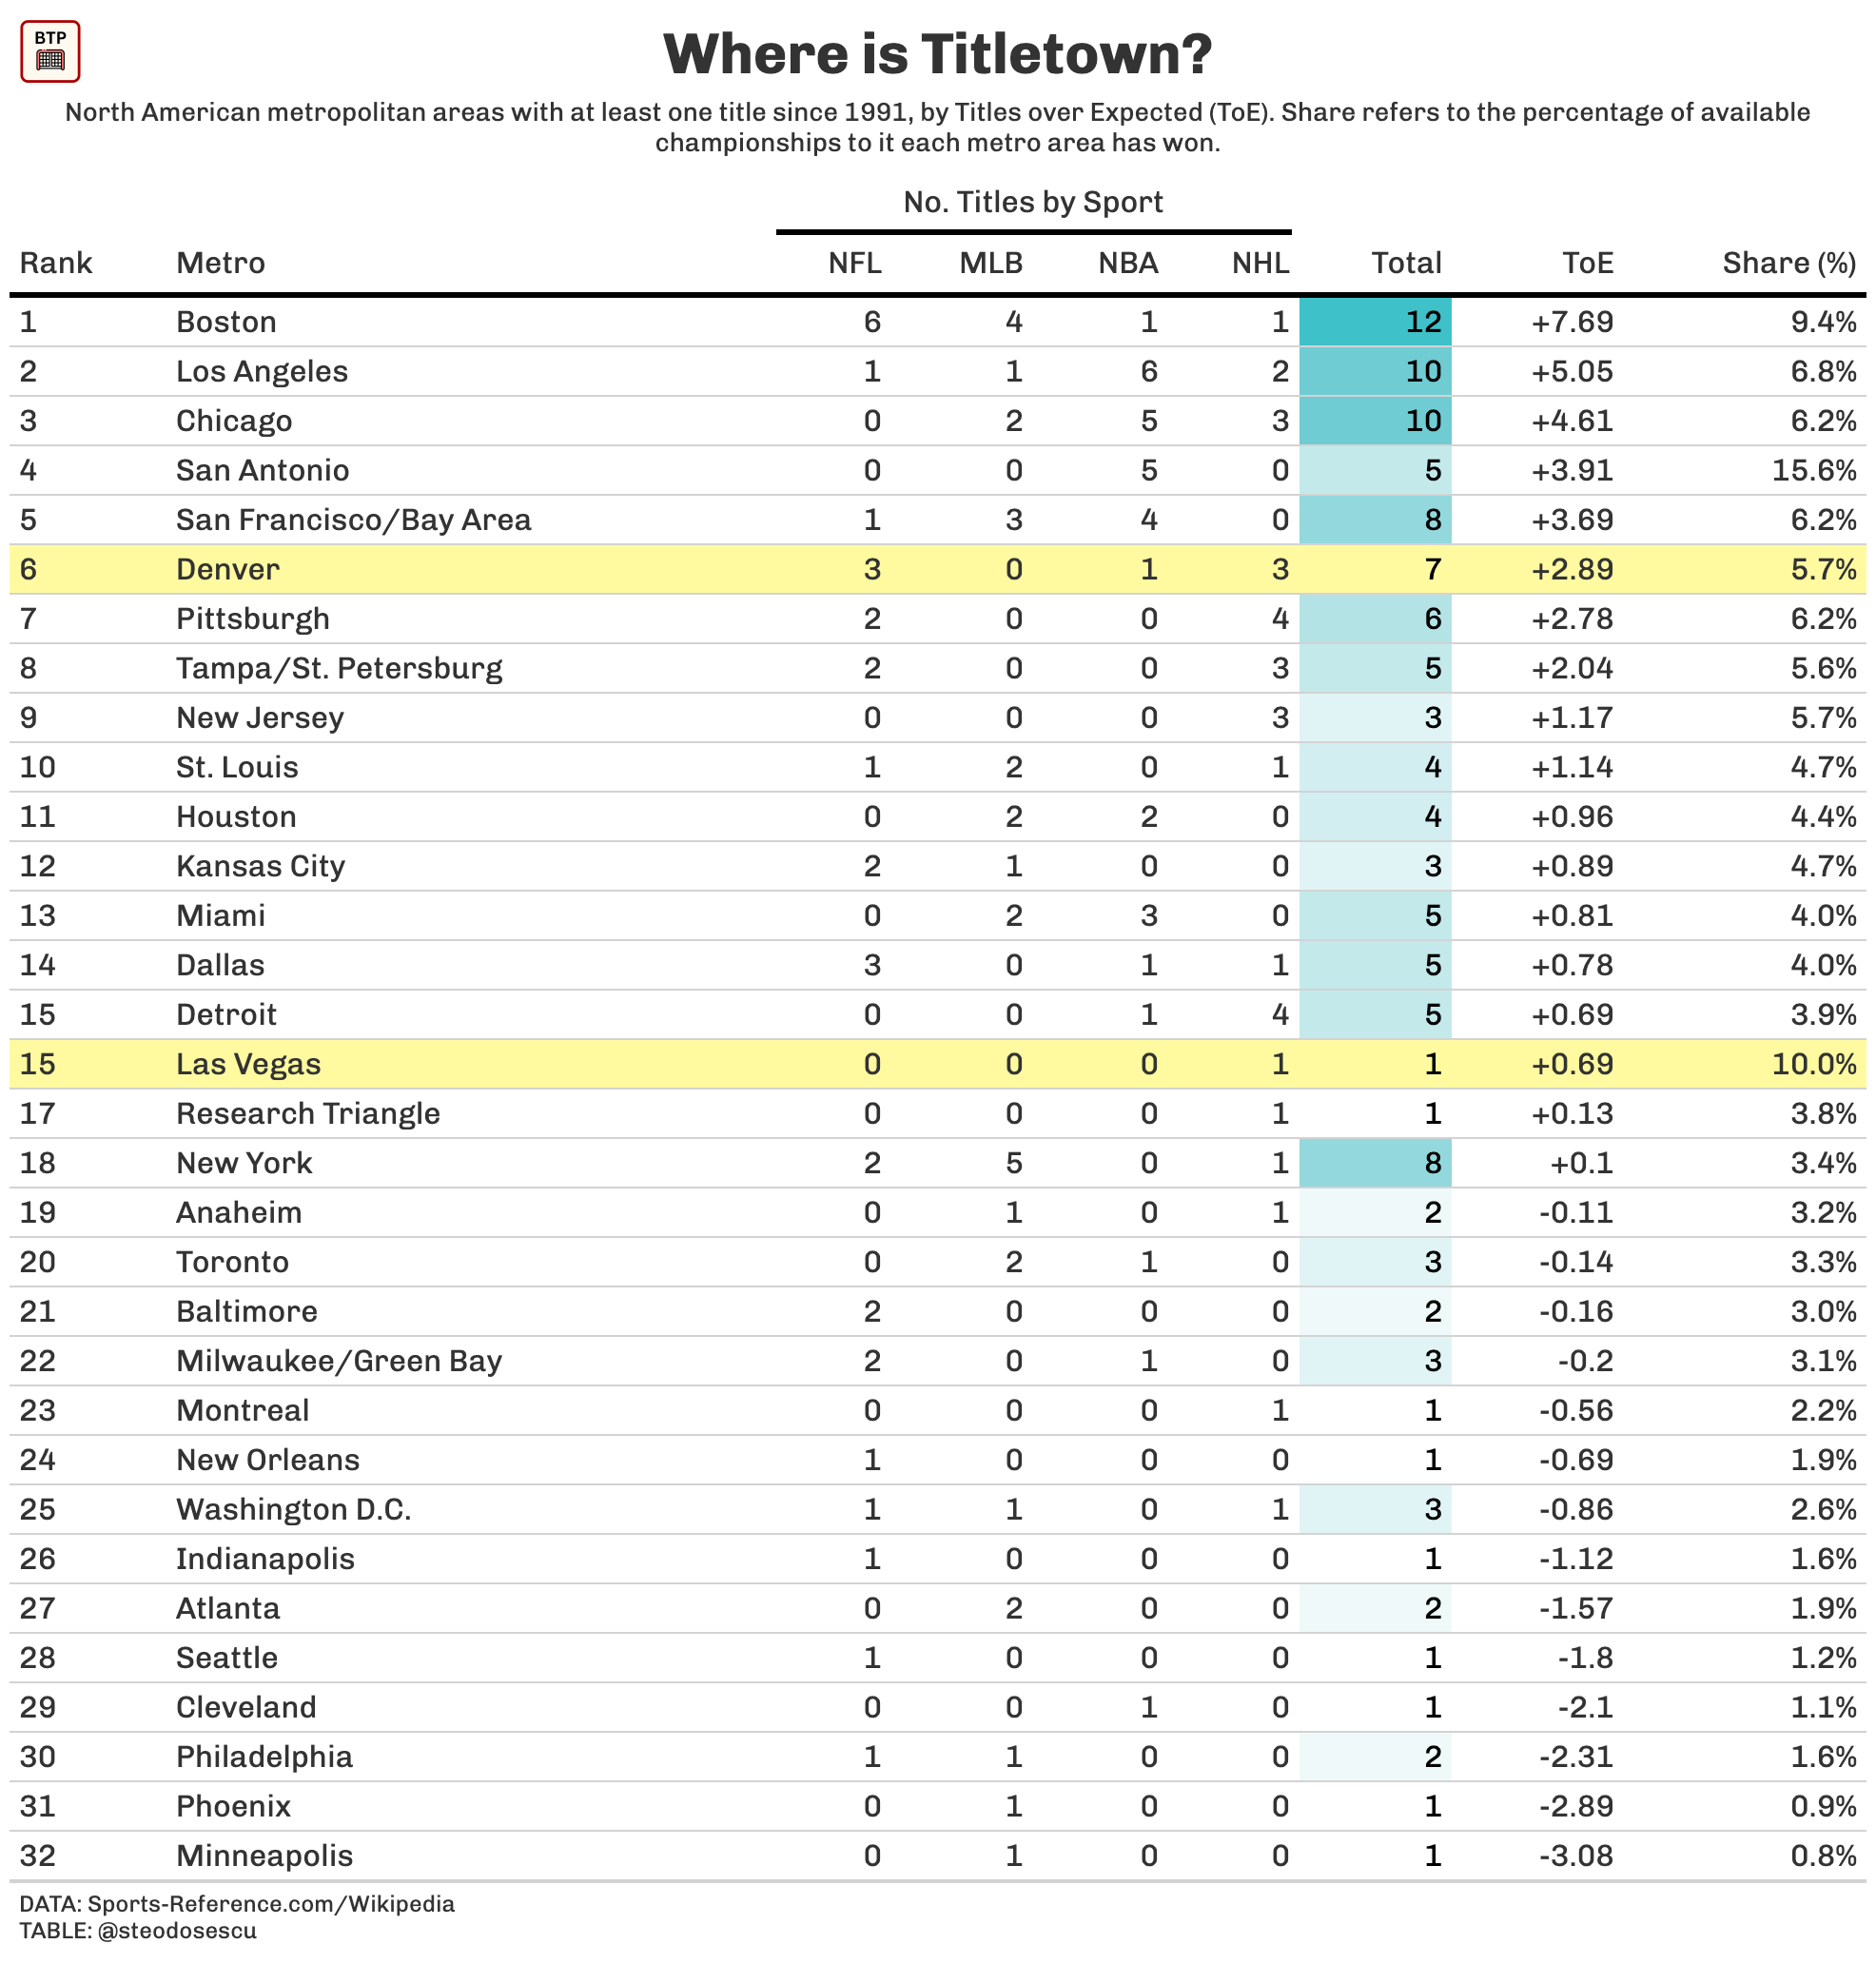 BTP
Where is Titletown?
North American metropolitan areas with at least one title since 1991, by Titles over Expected (ToE). Share refers to the percentage of available
championships to it each metro area has won.
No. Titles by Sport
Rank Metro NFL MLB NBA NHL Total ToE Share (%)
1 Boston 6 4 1 1 12 +7.69 9.4%
2 Los Angeles 1 1 6 2 10 +5.05 6.8%
3 Chicago 0 2 5 3 10 +4.61 6.2%
4 San Antonio 0 0 5 0 5 +3.91 15.6%
5 San Francisco/Bay Area 1 3 4 0 8 +3.69 6.2%
6 Denver 3 0 1 3 7 +2.89 5.7%
7 Pittsburgh 2 0 0 4 6 +2.78 6.2%
8 Tampa/St. Petersburg 2 0 0 3 5 +2.04 5.6%
9 New Jersey 0 0 0 3 3 +1.17 5.7%
10 St. Louis 1 2 0 1 4 +1.14 4.7%
11 Houston 0 2 2 0 4 +0.96 4.4%
12 Kansas City 2 1 0 0 3 +0.89 4.7%
13 Miami 0 2 3 0 5 +0.81 4.0%
14 Dallas 3 0 1 1 5 +0.78 4.0%
15 Detroit 0 0 1 4 5 +0.69 3.9%
15 Las Vegas 0 0 0 1 1 +0.69 10.0%
17 Research Triangle 0 0 0 1 1 +0.13 3.8%
18 New York 2 5 0 1 8 +0.1 3.4%
19 Anaheim 0 1 0 1 2 -0.11 3.2%
20 Toronto 0 2 1 0 3 -0.14 3.3%
21 Baltimore 2 0 0 0 2 -0.16 3.0%
22 Milwaukee/Green Bay 2 0 1 0 3 -0.2 3.1%
23 Montreal 0 0 0 1 1 -0.56 2.2%
24 New Orleans 1 0 0 0 1 -0.69 1.9%
25 Washington D.C. 1 1 0 1 3 -0.86 2.6%
26 Indianapolis 1 0 0 0 1 -1.12 1.6%
27 Atlanta 0 2 0 0 2 -1.57 1.9%
28 Seattle 1 0 0 0 1 -1.8 1.2%
29 Cleveland 0 0 1 0 1 -2.1 1.1%
30 Philadelphia 1 1 0 0 2 -2.31 1.6%
31 Phoenix 0 1 0 0 1 -2.89 0.9%
32 Minneapolis 0 1 0 0 1 -3.08 0.8%
DATA: Sports-Reference.com/Wikipedia
TABLE: @steodosescu